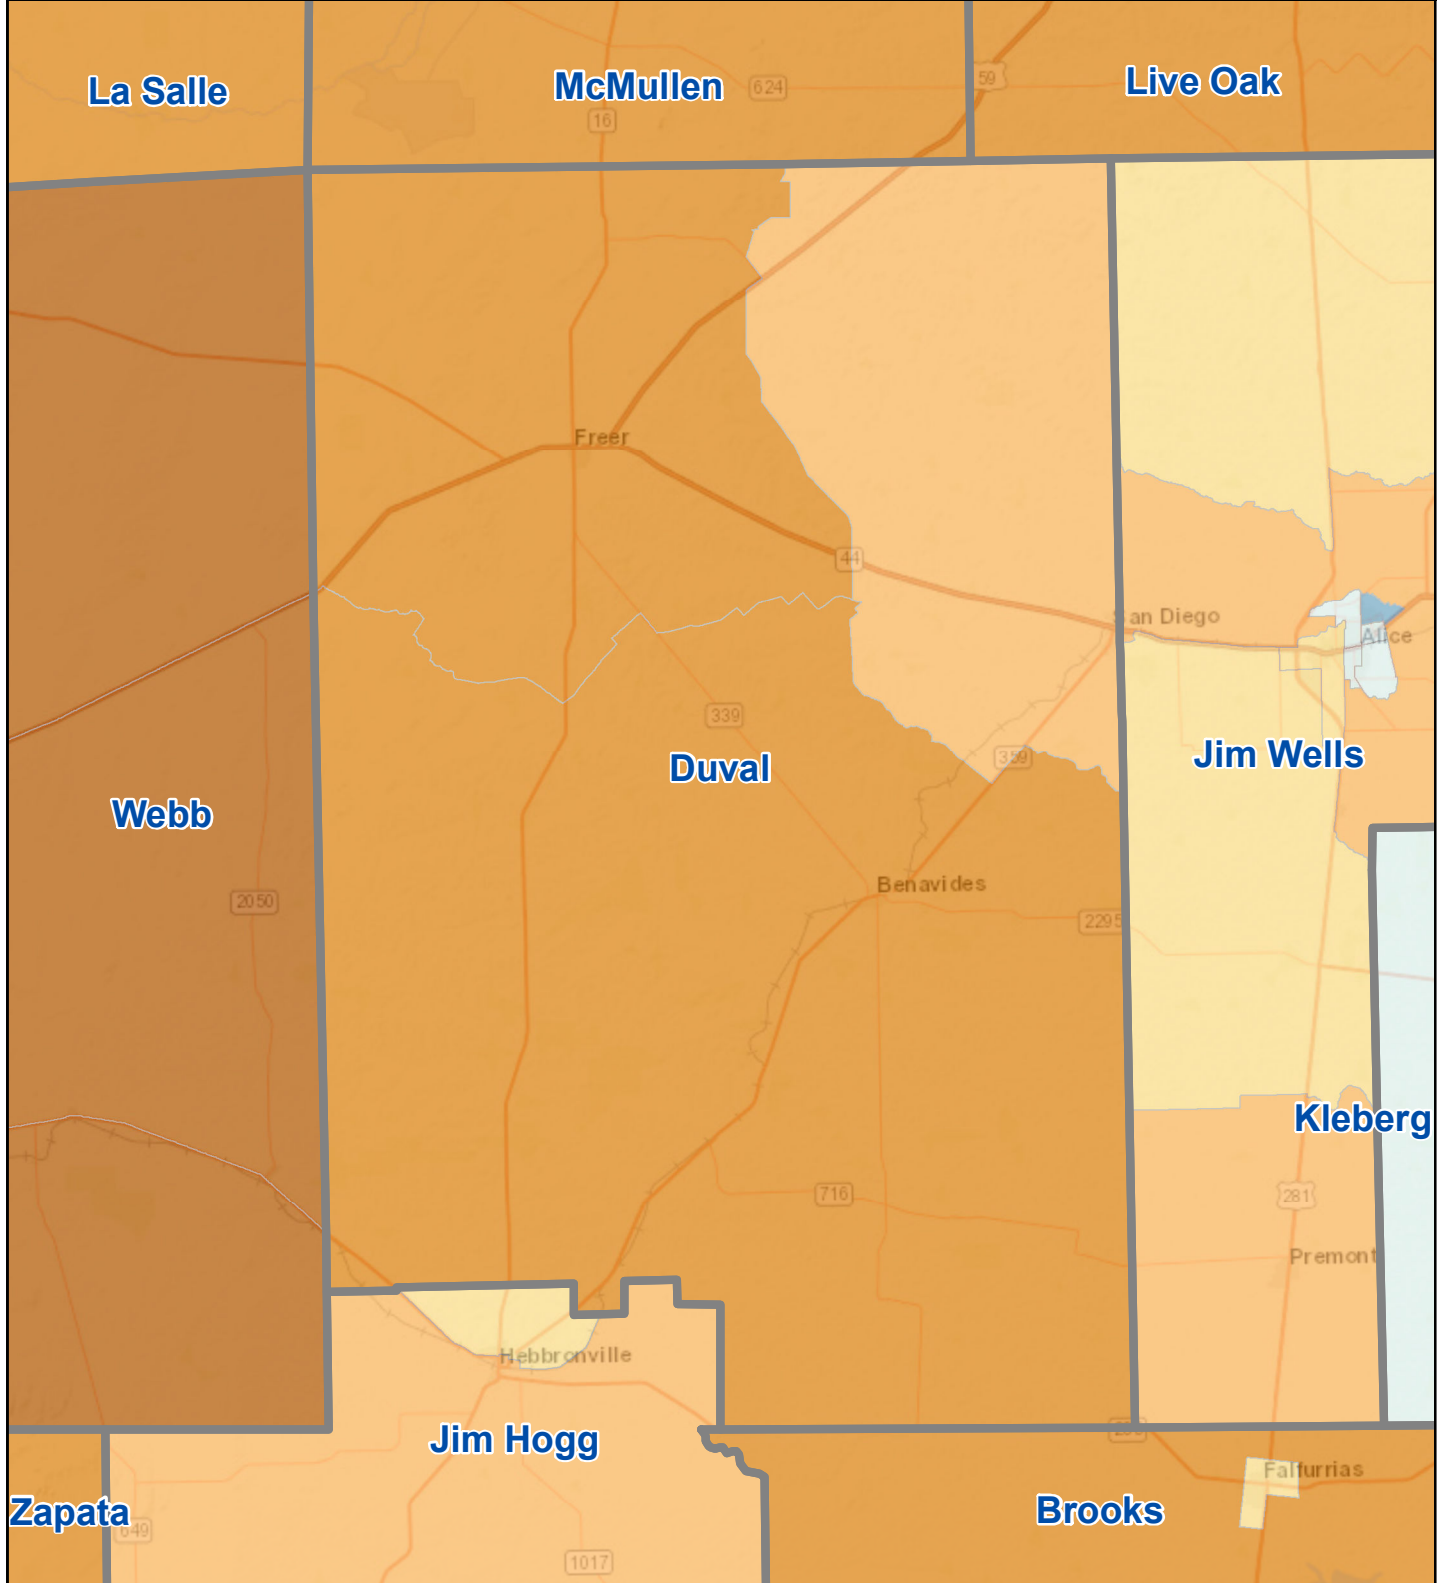 La Salle
McMullen
Live Oak
59
624
16
Freer
44
San Diego
Alice
339
Duval
359
Jim Wells
Webb
Benavides
2050
2295
Kleberg
716
281
Premont
Hebbronville
Jim Hogg
Falfurrias
Zapata
Brooks
649
1017